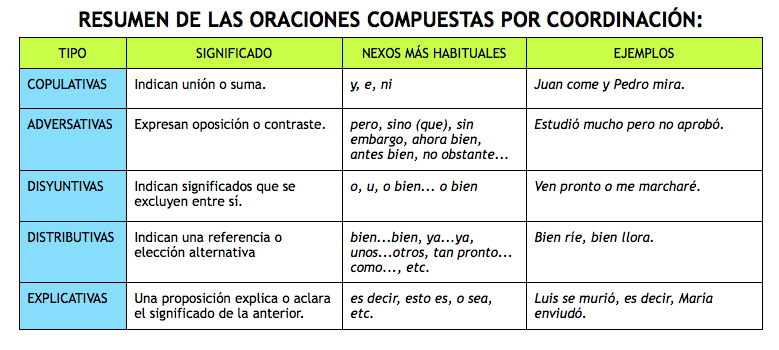 RESUMEN DE LAS ORACIONES COMPUESTAS POR COORDINACIÓN:
TIPO SIGNIFICADO NEXOS MÁS HABITUALES EJEMPLOS
COPULATIVAS Indican unión o suma. y, e, ni Juan come y Pedro mira.
ADVERSATIVAS Expresan oposición o contraste. pero, sino (que), sin Estudió mucho pero no aprobó.
embargo, ahora bien,
antes bien, no obstante...
DISYUNTIVAS Indican significados que se o, u, o bien... o bien Ven pronto o me marcharé.
excluyen entre sí.
DISTRIBUTIVAS Indican una referencia o bien...bien, ya...ya, Bien ríe, bien llora.
elección alternativa unos...otros, tan pronto...
como..., etc.
EXPLICATIVAS Una proposición explica o aclara es decir, esto es, o sea, Luis se murió, es decir, María
el significado de la anterior. etc. enviudó.